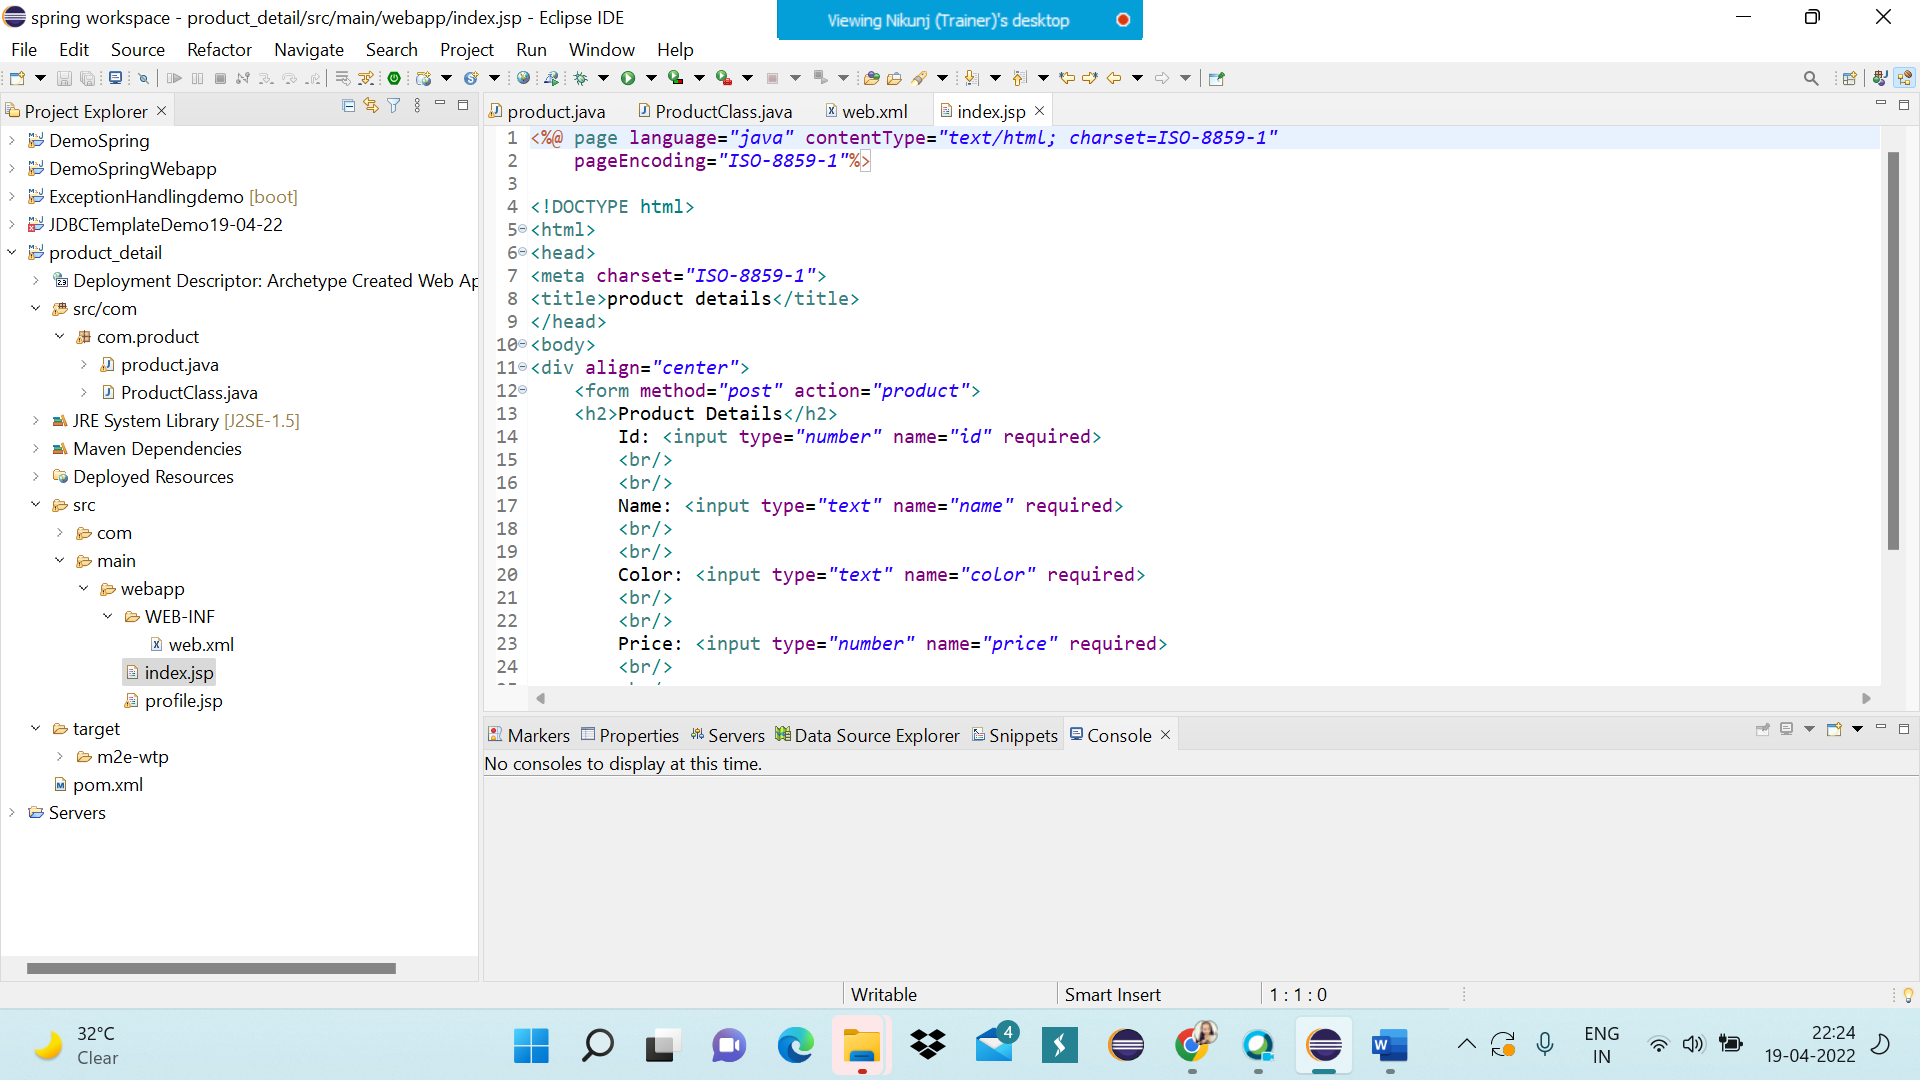 spring workspace - product_detail/src/main/webapp/index.jsp - Eclipse IDE
Viewing Nikunj (Trainer)'s desktop
File Edit Source Refactor Navigate Search Project Run Window Help
Project Explorer
product.java ProductClass.java web.xml index.jsp
DemoSpring
DemoSpringWebapp
ExceptionHandlingdemo [boot]
JDBCTemplateDemo19-04-22
product_detail
Deployment Descriptor: Archetype Created Web Ap
src/com
com.product
product.java
ProductClass.java
JRE System Library [J2SE-1.5]
Maven Dependencies
Deployed Resources
src
com
main
webapp
WEB-INF
web.xml
index.jsp
profile.jsp
target
m2e-wtp
pom.xml
Servers
1 <%@ page language="java" contentType="text/html; charset=ISO-8859-1"
2 pageEncoding="ISO-8859-1"%>
3
4 <!DOCTYPE html>
5 <html>
6 <head>
7 <meta charset="ISO-8859-1">
8 <title>product details</title>
9 </head>
10 <body>
11 <div align="center">
12 <form method="post" action="product">
13 <h2>Product Details</h2>
14 Id: <input type="number" name="id" required>
15 <br/>
16 <br/>
17 Name: <input type="text" name="name" required>
18 <br/>
19 <br/>
20 Color: <input type="text" name="color" required>
21 <br/>
22 <br/>
23 Price: <input type="number" name="price" required>
24 <br/>
Markers Properties Servers Data Source Explorer Snippets Console
No consoles to display at this time.
Writable Smart Insert 1 : 1 : 0
32°C
Clear
4
ENG
IN
22:24
19-04-2022